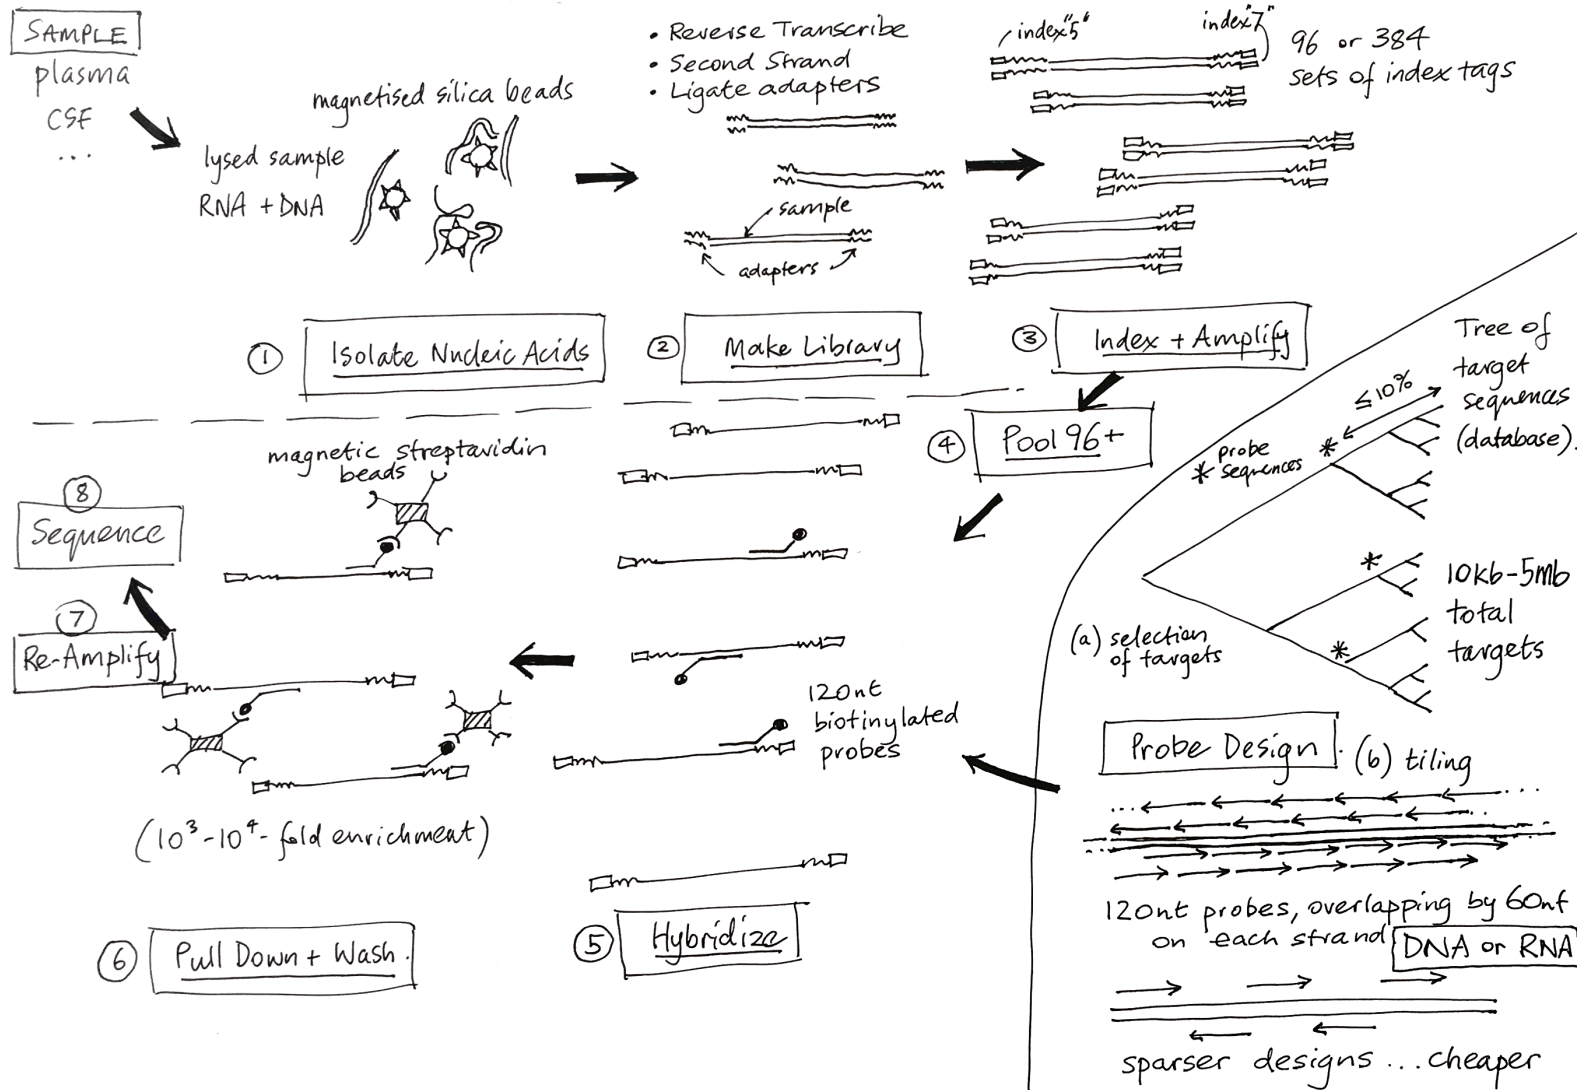 SAMPLE
plasma
CSF
...
lysed sample
RNA + DNA
magnetised silica beads
• Reverse Transcribe
• Second Strand
• Ligate adapters
sample
adapters
index "5"
index "7"
96 or 384
sets of index tags
① Isolate Nucleic Acids
② Make Library
③ Index + Amplify
④ Pool 96+
magnetic streptavidin
beads
⑧
Sequence
⑦
Re-Amplify
(10³-10⁴-fold enrichment)
⑥ Pull Down + Wash.
120nt
biotinylated
probes
⑤ Hybridize
Tree of
target
sequences
(database).
≤10%
* probe
sequences
*
*
*
10kb-5mb
total
targets
(a) selection
of targets
Probe Design. (b) tiling
... ...
120nt probes, overlapping by 60nt
on each strand DNA or RNA
sparser designs ... cheaper